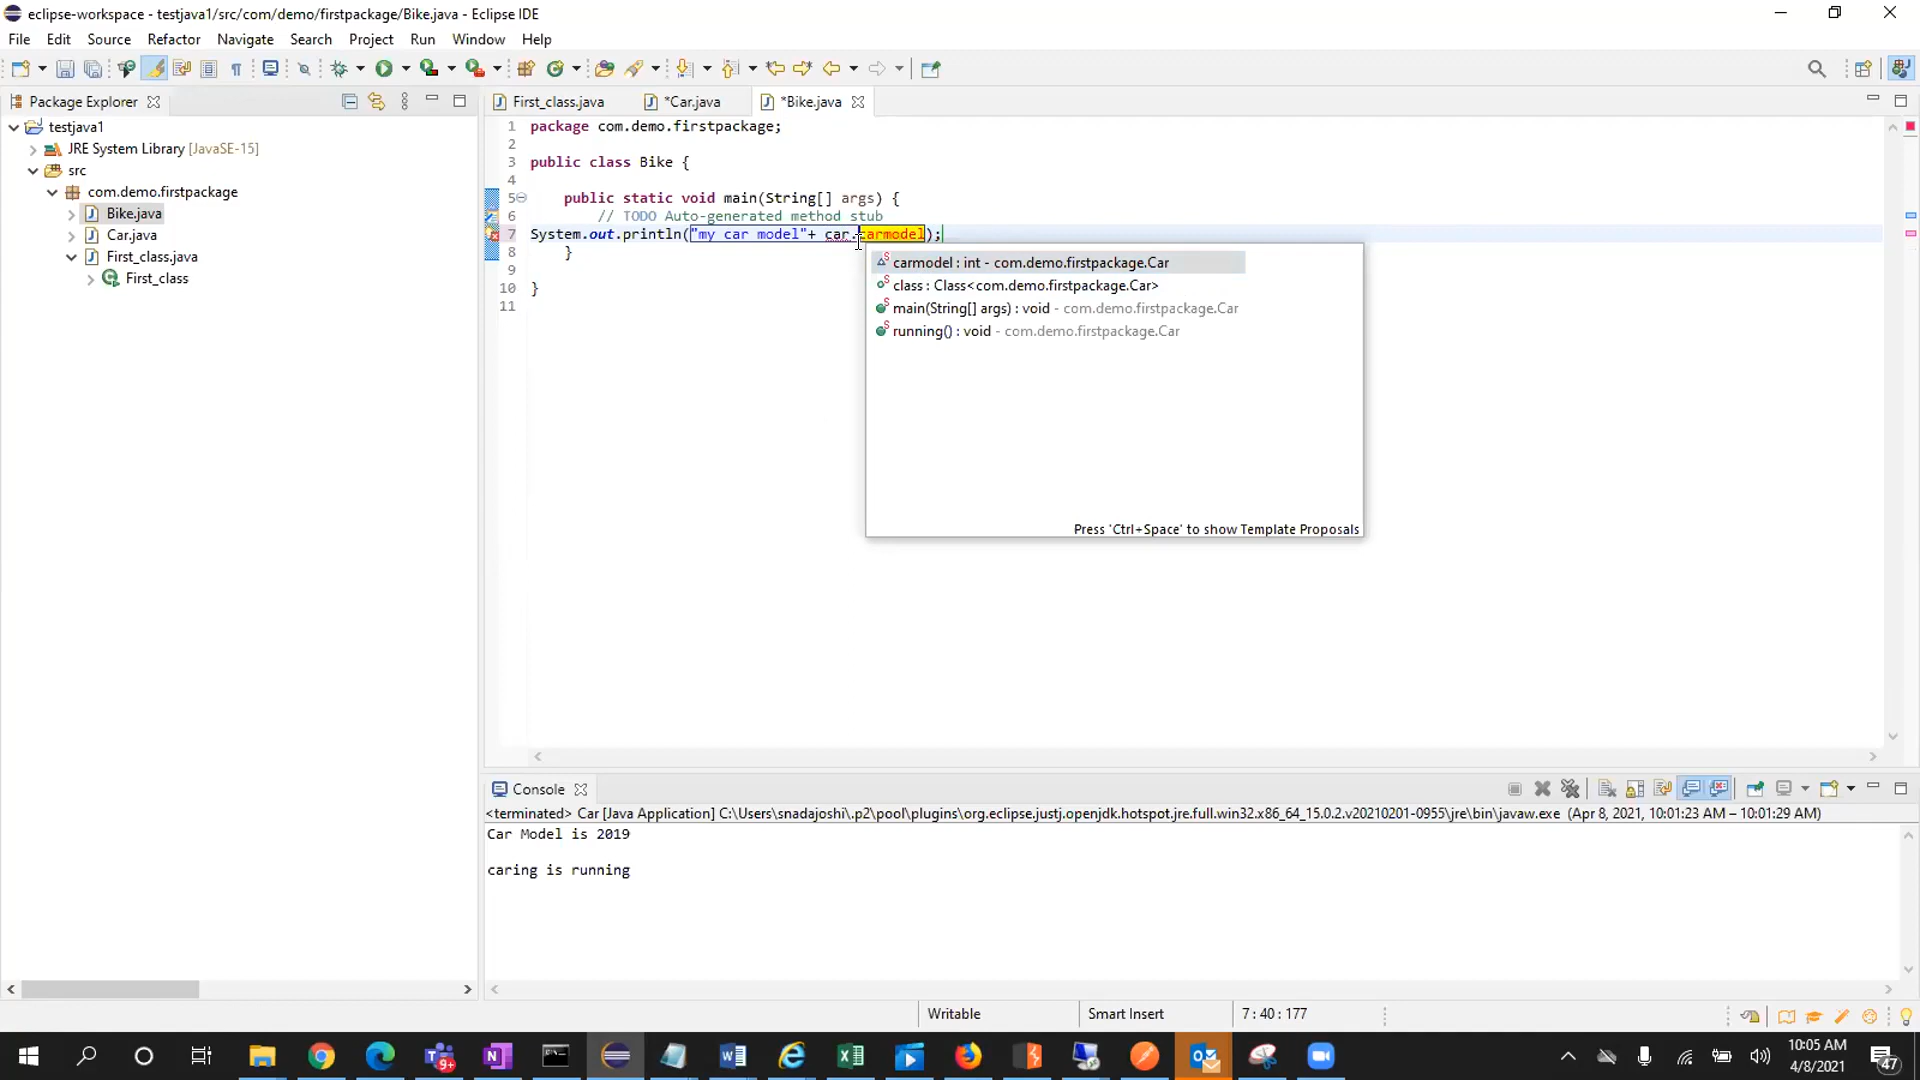 eclipse-workspace - testjava1/src/com/demo/firstpackage/Bike.java - Eclipse IDE
File Edit Source Refactor Navigate Search Project Run Window Help
Package Explorer
First_class.java *Car.java *Bike.java
testjava1
JRE System Library [JavaSE-15]
src
com.demo.firstpackage
Bike.java
Car.java
First_class.java
First_class
1 package com.demo.firstpackage;
2
3 public class Bike {
4
5 public static void main(String[] args) {
6 // TODO Auto-generated method stub
7 System.out.println("my car model"+ car.carmodel);
8 }
9
10 }
11
carmodel : int - com.demo.firstpackage.Car
class : Class<com.demo.firstpackage.Car>
main(String[] args) : void - com.demo.firstpackage.Car
running() : void - com.demo.firstpackage.Car
Press 'Ctrl+Space' to show Template Proposals
Console
<terminated> Car [Java Application] C:\Users\snadajoshi\.p2\pool\plugins\org.eclipse.justj.openjdk.hotspot.jre.full.win32.x86_64_15.0.2.v20210201-0955\jre\bin\javaw.exe (Apr 8, 2021, 10:01:23 AM – 10:01:29 AM)
Car Model is 2019
caring is running
Writable Smart Insert 7 : 40 : 177
9+
10:05 AM
4/8/2021
47